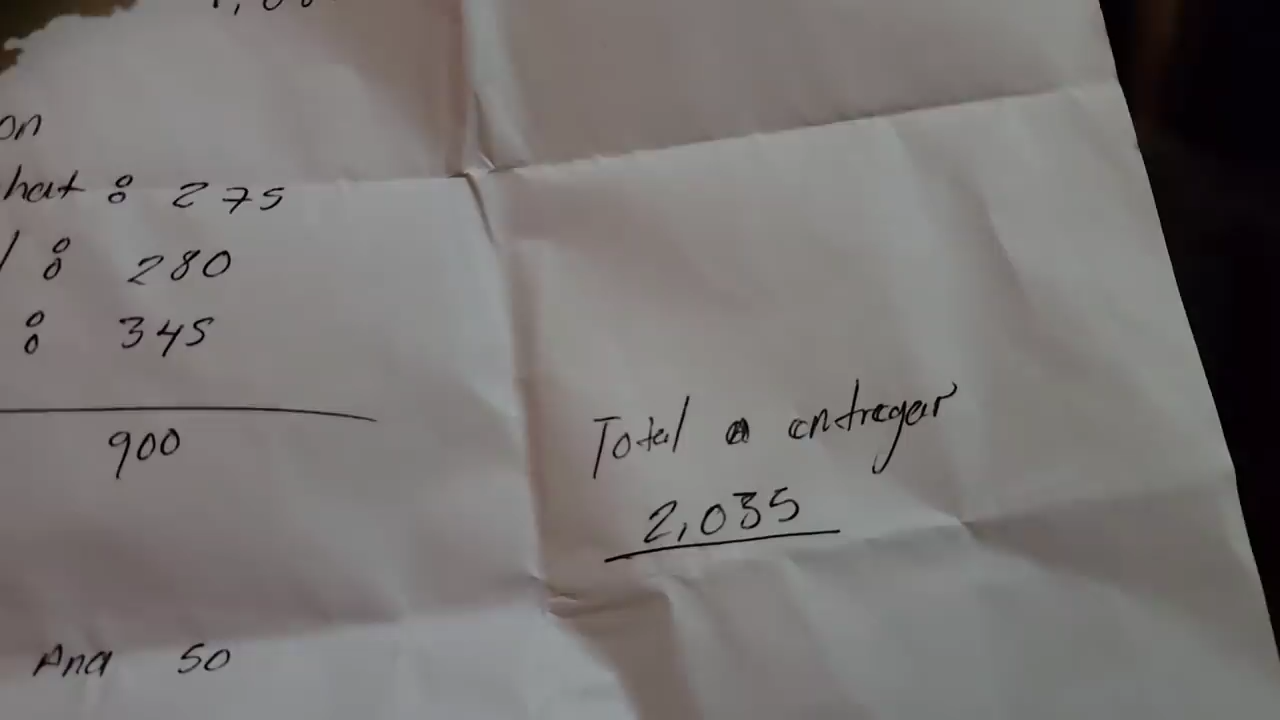 on
hat : 275
: 280
: 345
900
Total a entregar
2,035
Ana 50